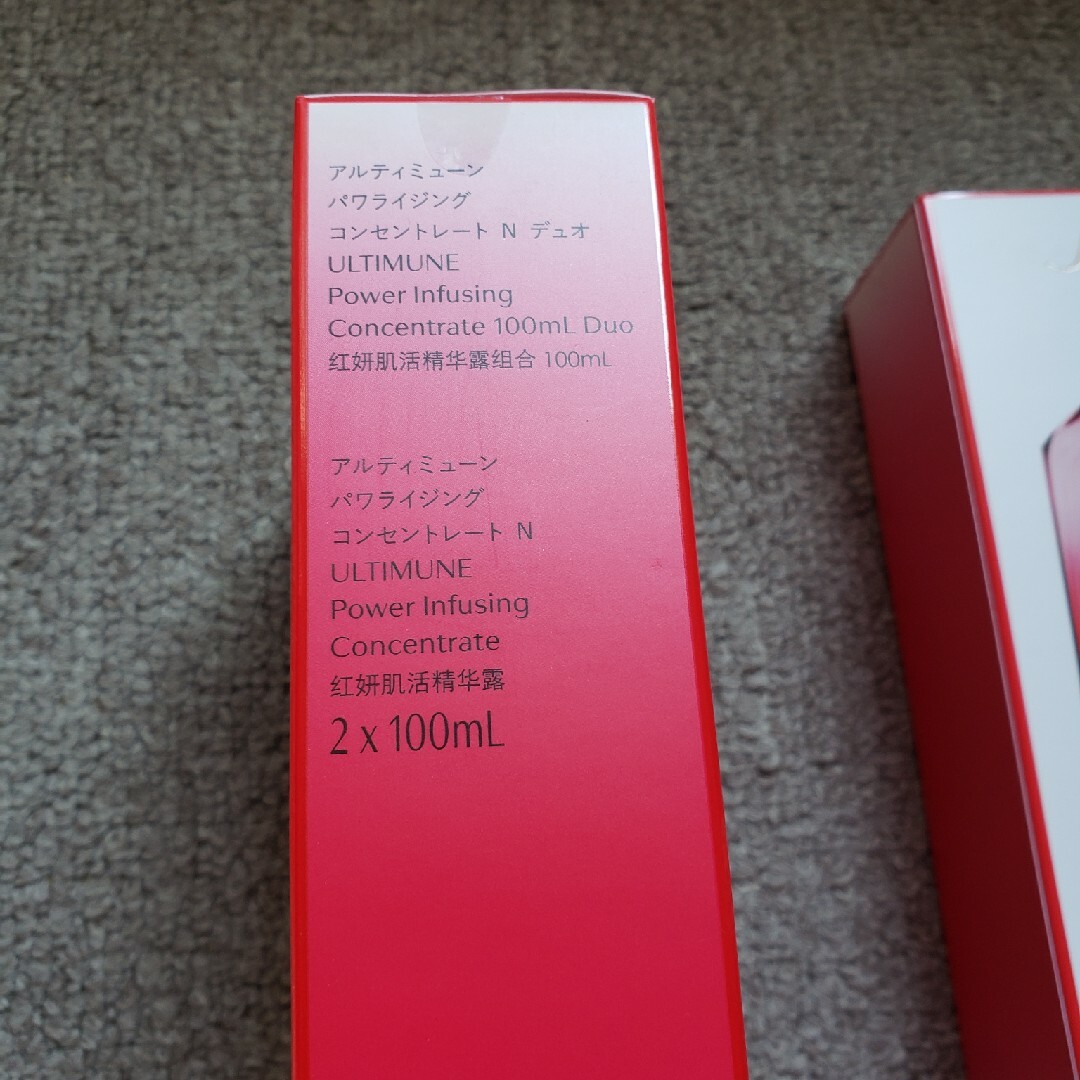 アルティミューン
パワライジング
コンセントレート N デュオ
ULTIMUNE
Power Infusing
Concentrate 100mL Duo
红妍肌活精华露组合 100mL
アルティミューン
パワライジング
コンセントレート N
ULTIMUNE
Power Infusing
Concentrate
红妍肌活精华露
2 x 100mL